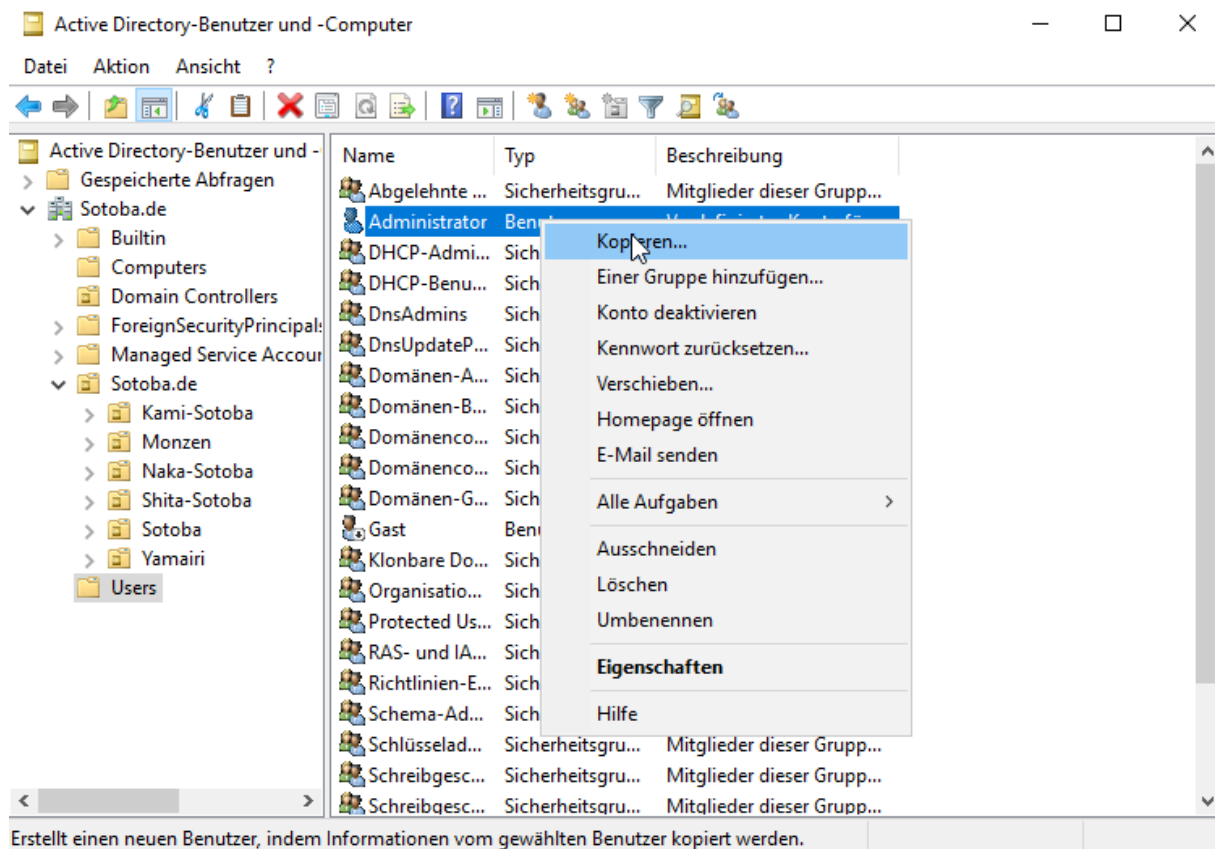 Active Directory-Benutzer und -Computer
Datei Aktion Ansicht ?
Active Directory-Benutzer und -
Gespeicherte Abfragen
Sotoba.de
Builtin
Computers
Domain Controllers
ForeignSecurityPrincipals
Managed Service Accour
Sotoba.de
Kami-Sotoba
Monzen
Naka-Sotoba
Shita-Sotoba
Sotoba
Yamairi
Users
Name Typ Beschreibung
Abgelehnte ... Sicherheitsgru... Mitglieder dieser Grupp...
Administrator
DHCP-Admi... Sich
DHCP-Benu... Sich
DnsAdmins Sich
DnsUpdateP... Sich
Domänen-A... Sich
Domänen-B... Sich
Domänenco... Sich
Domänenco... Sich
Domänen-G... Sich
Gast Ben
Klonbare Do... Sich
Organisatio... Sich
Protected Us... Sich
RAS- und IA... Sich
Richtlinien-E... Sich
Schema-Ad... Sich
Schlüsselad... Sicherheitsgru... Mitglieder dieser Grupp...
Schreibgesc... Sicherheitsgru... Mitglieder dieser Grupp...
Schreibgesc... Sicherheitsgru... Mitglieder dieser Grupp...
Kopieren...
Einer Gruppe hinzufügen...
Konto deaktivieren
Kennwort zurücksetzen...
Verschieben...
Homepage öffnen
E-Mail senden
Alle Aufgaben
Ausschneiden
Löschen
Umbenennen
Eigenschaften
Hilfe
Erstellt einen neuen Benutzer, indem Informationen vom gewählten Benutzer kopiert werden.